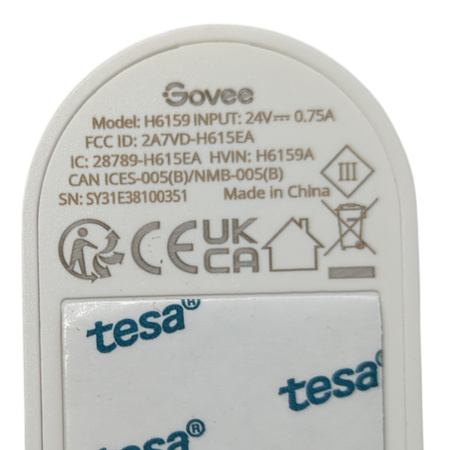 Govee
Model: H6159 INPUT: 24V⎓ 0.75A
FCC ID: 2A7VD-H615EA
IC: 28789-H615EA HVIN: H6159A
CAN ICES-005(B)/NMB-005(B)
SN: SY31E38100351 Made in China
III
CE UK CA
tesa®
tesa®
tesa®